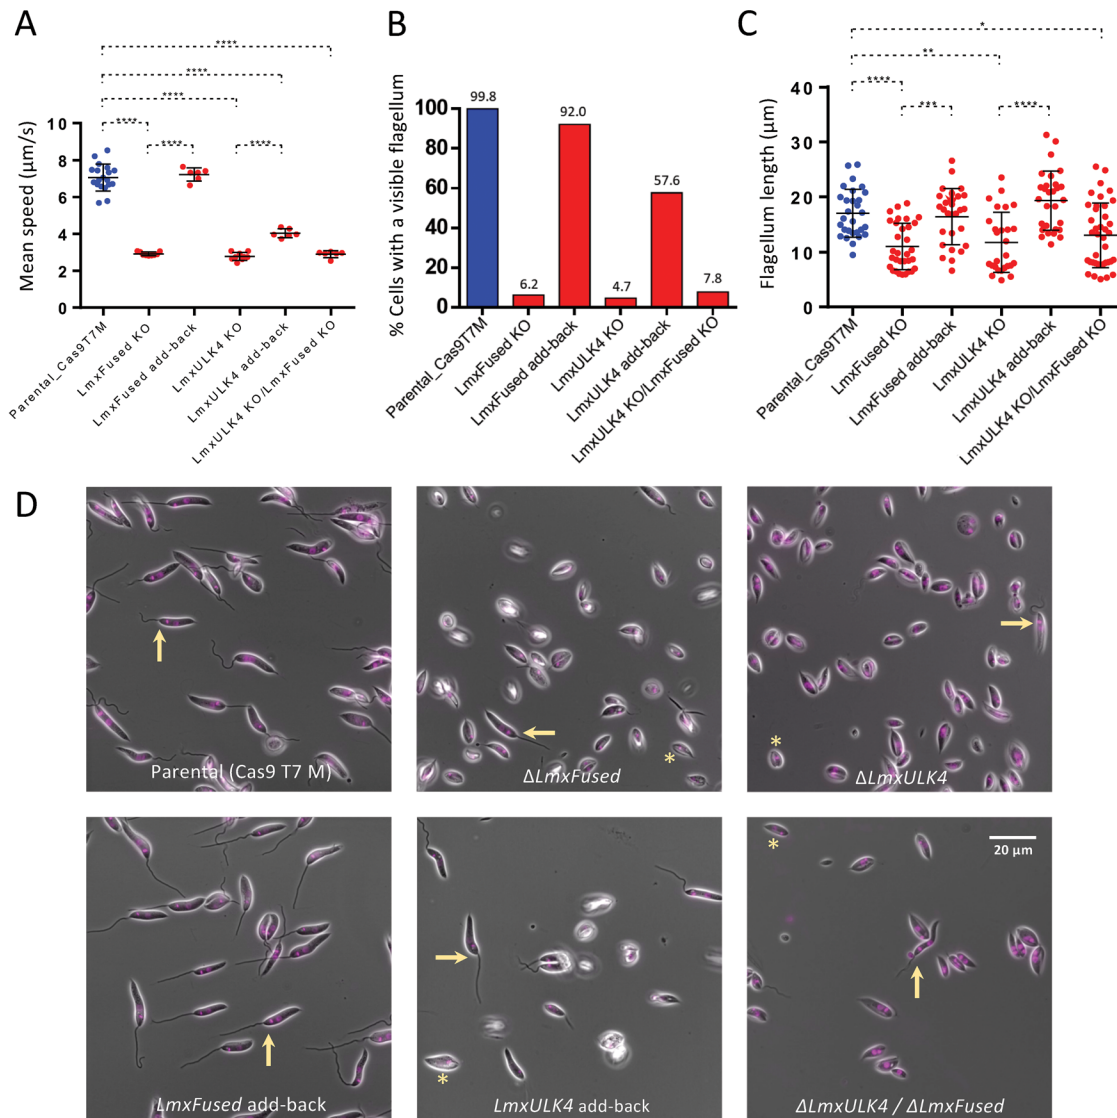 A
B
C
****
****
****
****
****
****
****
Mean speed (µm/s)
10
8
6
4
2
0
Parental_Cas9T7M
LmxFused KO
LmxFused add-back
LmxULK4 KO
LmxULK4 add-back
LmxULK4 KO/LmxFused KO
% Cells with a visible flagellum
100
80
60
40
20
0
99.8
6.2
92.0
4.7
57.6
7.8
Parental_Cas9T7M
LmxFused KO
LmxFused add-back
LmxULK4 KO
LmxULK4 add-back
LmxULK4 KO/LmxFused KO
*
**
****
***
****
Flagellum length (µm)
40
30
20
10
0
Parental_Cas9T7M
LmxFused KO
LmxFused add-back
LmxULK4 KO
LmxULK4 add-back
LmxULK4 KO/LmxFused KO
D
Parental (Cas9 T7 M)
*
ΔLmxFused
*
ΔLmxULK4
LmxFused add-back
*
LmxULK4 add-back
*
20 µm
ΔLmxULK4 / ΔLmxFused